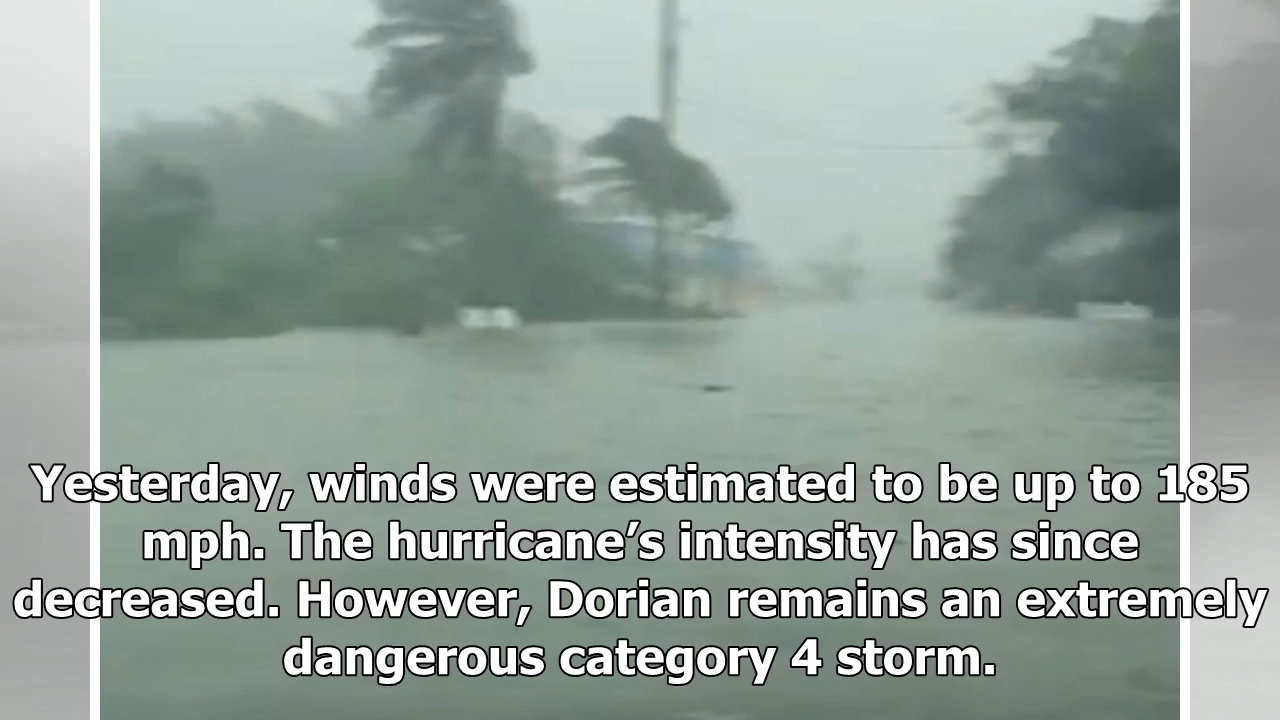 Yesterday, winds were estimated to be up to 185
mph. The hurricane’s intensity has since
decreased. However, Dorian remains an extremely
dangerous category 4 storm.